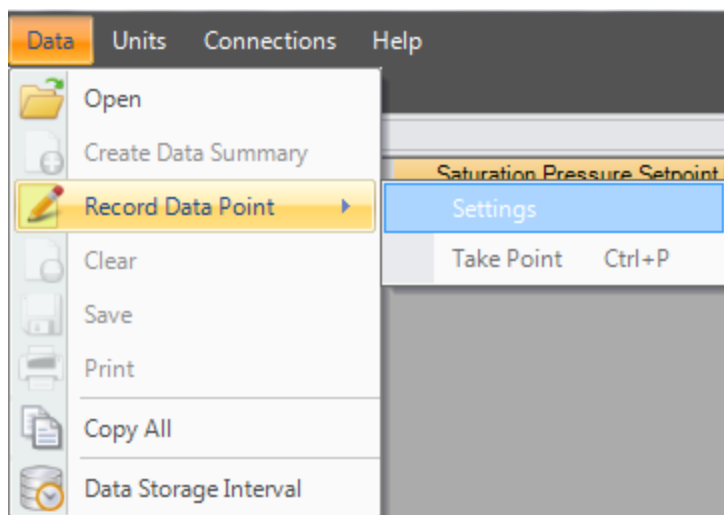 Data Units Connections Help
Open
Create Data Summary
Saturation Pressure Setpoint
Record Data Point
Settings
Clear
Take Point Ctrl+P
Save
Print
Copy All
Data Storage Interval